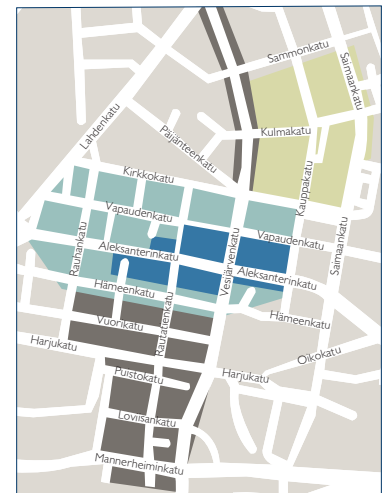 Sammonkatu
Saimaankatu
Lahdenkatu
Päijänteenkatu
Kulmakatu
Kirkkokatu
Kauppakatu
Vapaudenkatu
Vapaudenkatu
Rauhankatu
Aleksanterinkatu
Vesijärvenkatu
Saimaankatu
Aleksanterinkatu
Hämeenkatu
Rautatienkatu
Hämeenkatu
Vuorikatu
Harjukatu
Oikokatu
Puistokatu
Harjukatu
Loviisankatu
Mannerheiminkatu